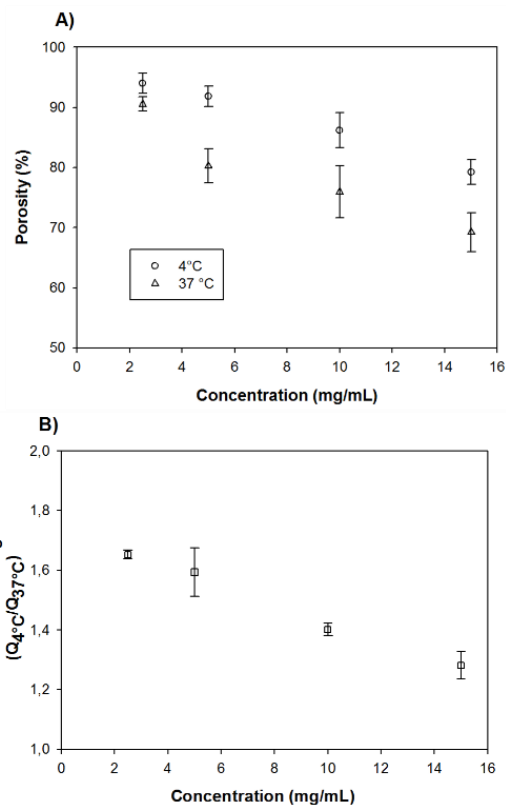 A)
100
90
80
70
60
50
Porosity (%)
4°C
37 °C
0 2 4 6 8 10 12 14 16
Concentration (mg/mL)
B)
2,0
1,8
1,6
1,4
1,2
1,0
(Q4°C/Q37°C)
0 2 4 6 8 10 12 14 16
Concentration (mg/mL)